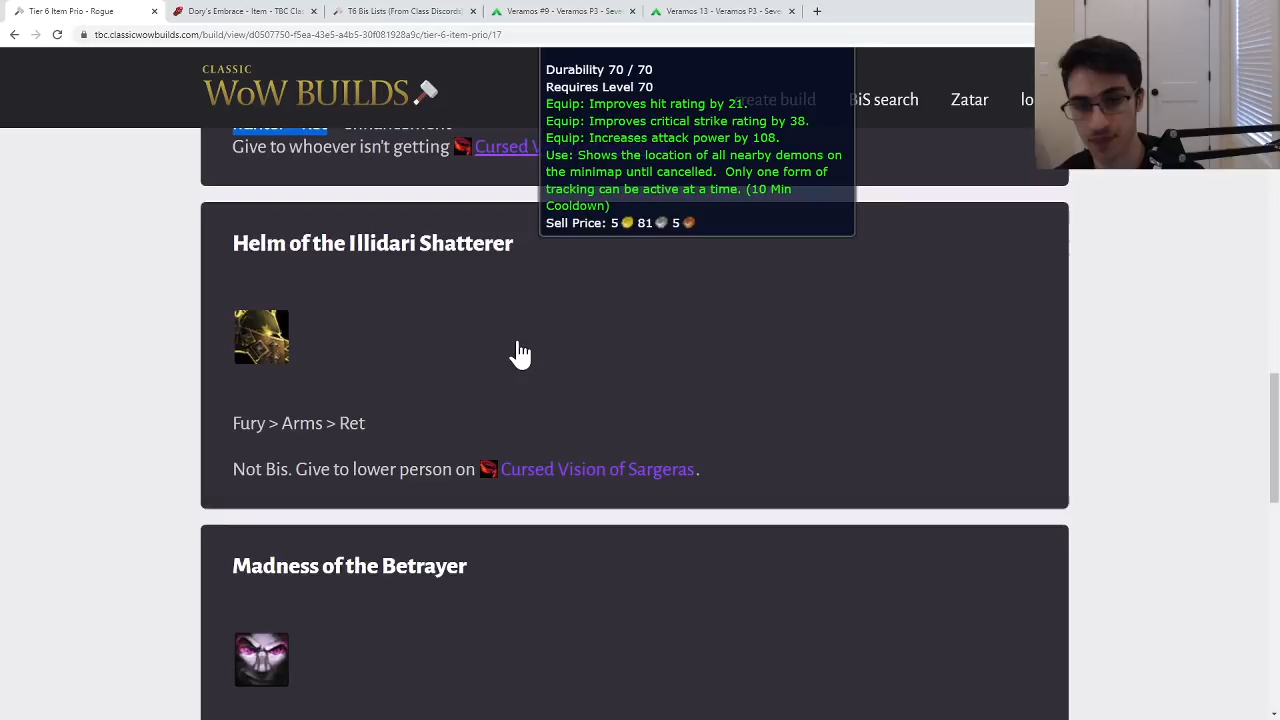 Tier 6 Item Prio - Rogue
Dory's Embrace - Item - TBC Cla
T6 Bis Lists (From Class Discords)
Veramos #9 - Veramos P3 - Seve
Veramos 13 - Veramos P3 - Seve
tbc.classicwowbuilds.com/build/view/d0507750-f5ea-43e5-a4b5-30f081928a9c/tier-6-item-prio/17
CLASSIC
WOW BUILDS
create build
BiS search
Zatar
lo
Durability 70 / 70
Requires Level 70
Equip: Improves hit rating by 21.
Equip: Improves critical strike rating by 38.
Equip: Increases attack power by 108.
Use: Shows the location of all nearby demons on
the minimap until cancelled. Only one form of
tracking can be active at a time. (10 Min
Cooldown)
Sell Price: 5 81 5
Give to whoever isn't getting Cursed V
Helm of the Illidari Shatterer
Fury > Arms > Ret
Not Bis. Give to lower person on Cursed Vision of Sargeras.
Madness of the Betrayer